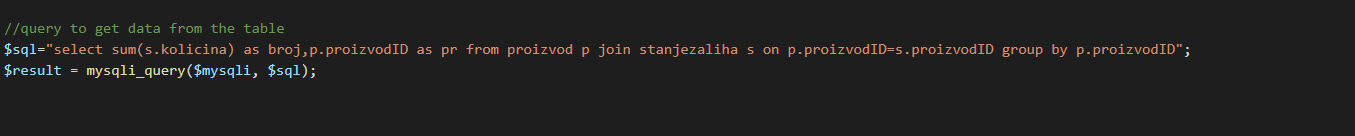 //query to get data from the table
$sql="select sum(s.kolicina) as broj,p.proizvodID as pr from proizvod p join stanjezaliha s on p.proizvodID=s.proizvodID group by p.proizvodID";
$result = mysqli_query($mysqli, $sql);